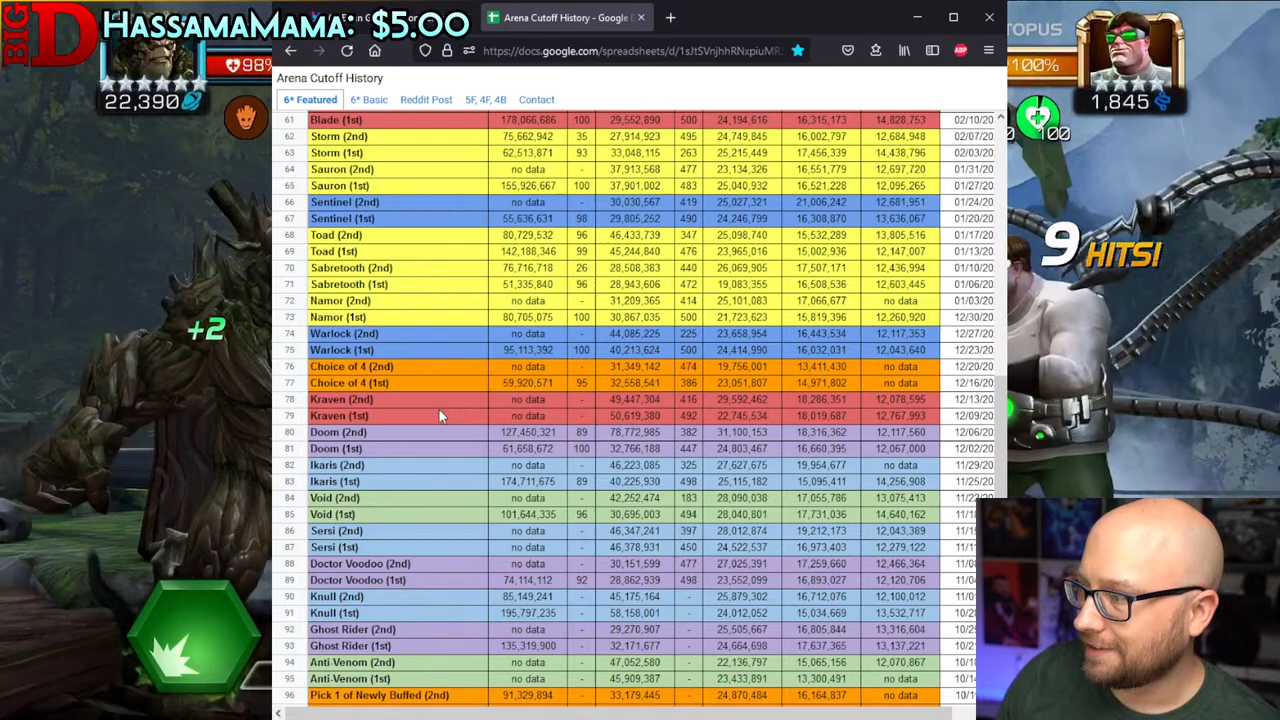 BIG D HASSAMAMAMA: $5.00
Arena Cutoff History - Google D
https://docs.google.com/spreadsheets/d/1sJtSVnjhhRNxpiuMR
ABP
OPUS
98%
100%
22,390
1,845
100
9 HITS!
+2
Arena Cutoff History
6* Featured 6* Basic Reddit Post 5F, 4F, 4B Contact
61 Blade (1st) 178,066,686 100 29,552,890 500 24,194,616 16,315,173 14,828,753 02/10/20
62 Storm (2nd) 75,662,942 35 27,914,923 495 24,749,845 16,002,797 12,684,948 02/07/20
63 Storm (1st) 62,513,871 33,048,115 263 25,215,449 17,456,339 14,438,796 02/03/20
64 Sauron (2nd) no data - 37,913,568 477 23,134,326 16,551,779 12,697,720 01/31/20
65 Sauron (1st) 155,926,667 100 37,901,002 483 25,040,932 16,521,228 12,095,265 01/27/20
66 Sentinel (2nd) no data - 30,030,567 419 25,027,321 21,006,242 12,681,951 01/24/20
67 Sentinel (1st) 55,636,631 98 29,805,252 490 24,246,799 16,308,870 13,636,067 01/20/20
68 Toad (2nd) 80,729,532 96 46,433,739 347 25,098,740 15,532,289 13,805,516 01/17/20
69 Toad (1st) 142,188,346 99 45,244,840 476 23,965,016 15,002,936 12,147,007 01/13/20
70 Sabretooth (2nd) 76,716,718 26 28,508,383 440 26,069,905 17,507,171 12,436,994 01/10/20
71 Sabretooth (1st) 51,335,840 96 28,943,606 472 19,083,355 16,508,536 12,603,445 01/06/20
72 Namor (2nd) no data - 31,209,365 414 25,101,083 17,066,677 no data 01/03/20
73 Namor (1st) 80,705,075 100 30,867,035 500 21,723,623 15,819,396 12,260,920 12/30/20
74 Warlock (2nd) no data - 44,085,225 225 23,658,954 16,443,534 12,117,353 12/27/20
75 Warlock (1st) 95,113,392 100 40,213,624 500 24,414,990 16,032,031 12,043,640 12/23/20
76 Choice of 4 (2nd) no data - 31,349,142 474 19,756,001 13,411,430 no data 12/20/20
77 Choice of 4 (1st) 59,920,571 95 32,558,541 386 23,051,807 14,971,802 no data 12/16/20
78 Kraven (2nd) no data - 49,447,304 416 29,592,462 18,286,351 12,078,595 12/13/20
79 Kraven (1st) no data - 50,619,380 492 22,745,534 18,019,687 12,767,993 12/09/20
80 Doom (2nd) 127,450,321 89 78,772,985 382 31,100,153 18,316,362 12,117,560 12/06/20
81 Doom (1st) 61,658,672 100 32,766,188 447 24,803,467 16,660,395 12,067,000 12/02/20
82 Ikaris (2nd) no data - 46,223,085 325 27,627,675 19,954,677 no data 11/29/20
83 Ikaris (1st) 174,711,675 89 40,225,930 498 25,115,182 15,095,411 14,256,908 11/25/20
84 Void (2nd) no data - 42,252,474 183 28,090,038 17,055,786 13,075,413 11/2
85 Void (1st) 101,644,335 96 30,695,003 494 28,040,801 17,731,036 14,640,162 11/
86 Sersi (2nd) no data - 46,347,241 397 28,012,874 19,212,173 12,043,389 11/1
87 Sersi (1st) no data - 46,378,931 450 24,522,537 16,973,403 12,279,122 11/1
88 Doctor Voodoo (2nd) no data - 30,151,599 477 27,025,391 17,259,660 12,466,364 11/0
89 Doctor Voodoo (1st) 74,114,112 92 28,862,939 498 23,552,099 16,893,027 12,120,706 11/04
90 Knull (2nd) 85,149,241 - 45,175,164 - 25,879,302 16,712,076 12,100,012 11/0
91 Knull (1st) 195,797,235 - 58,158,001 - 24,012,052 15,034,669 13,532,717 10/2
92 Ghost Rider (2nd) no data - 29,270,907 - 25,505,667 16,805,844 13,316,604 10/2
93 Ghost Rider (1st) 135,319,900 - 32,171,677 - 24,664,698 17,637,365 13,137,221 10/
94 Anti-Venom (2nd) no data - 47,052,580 - 22,136,797 15,065,156 12,070,867 10/18
95 Anti-Venom (1st) no data - 45,909,387 - 23,433,891 13,300,491 no data 10/14
96 Pick 1 of Newly Buffed (2nd) 91,329,894 - 33,179,445 - 24,870,484 16,164,837 no data 10/1